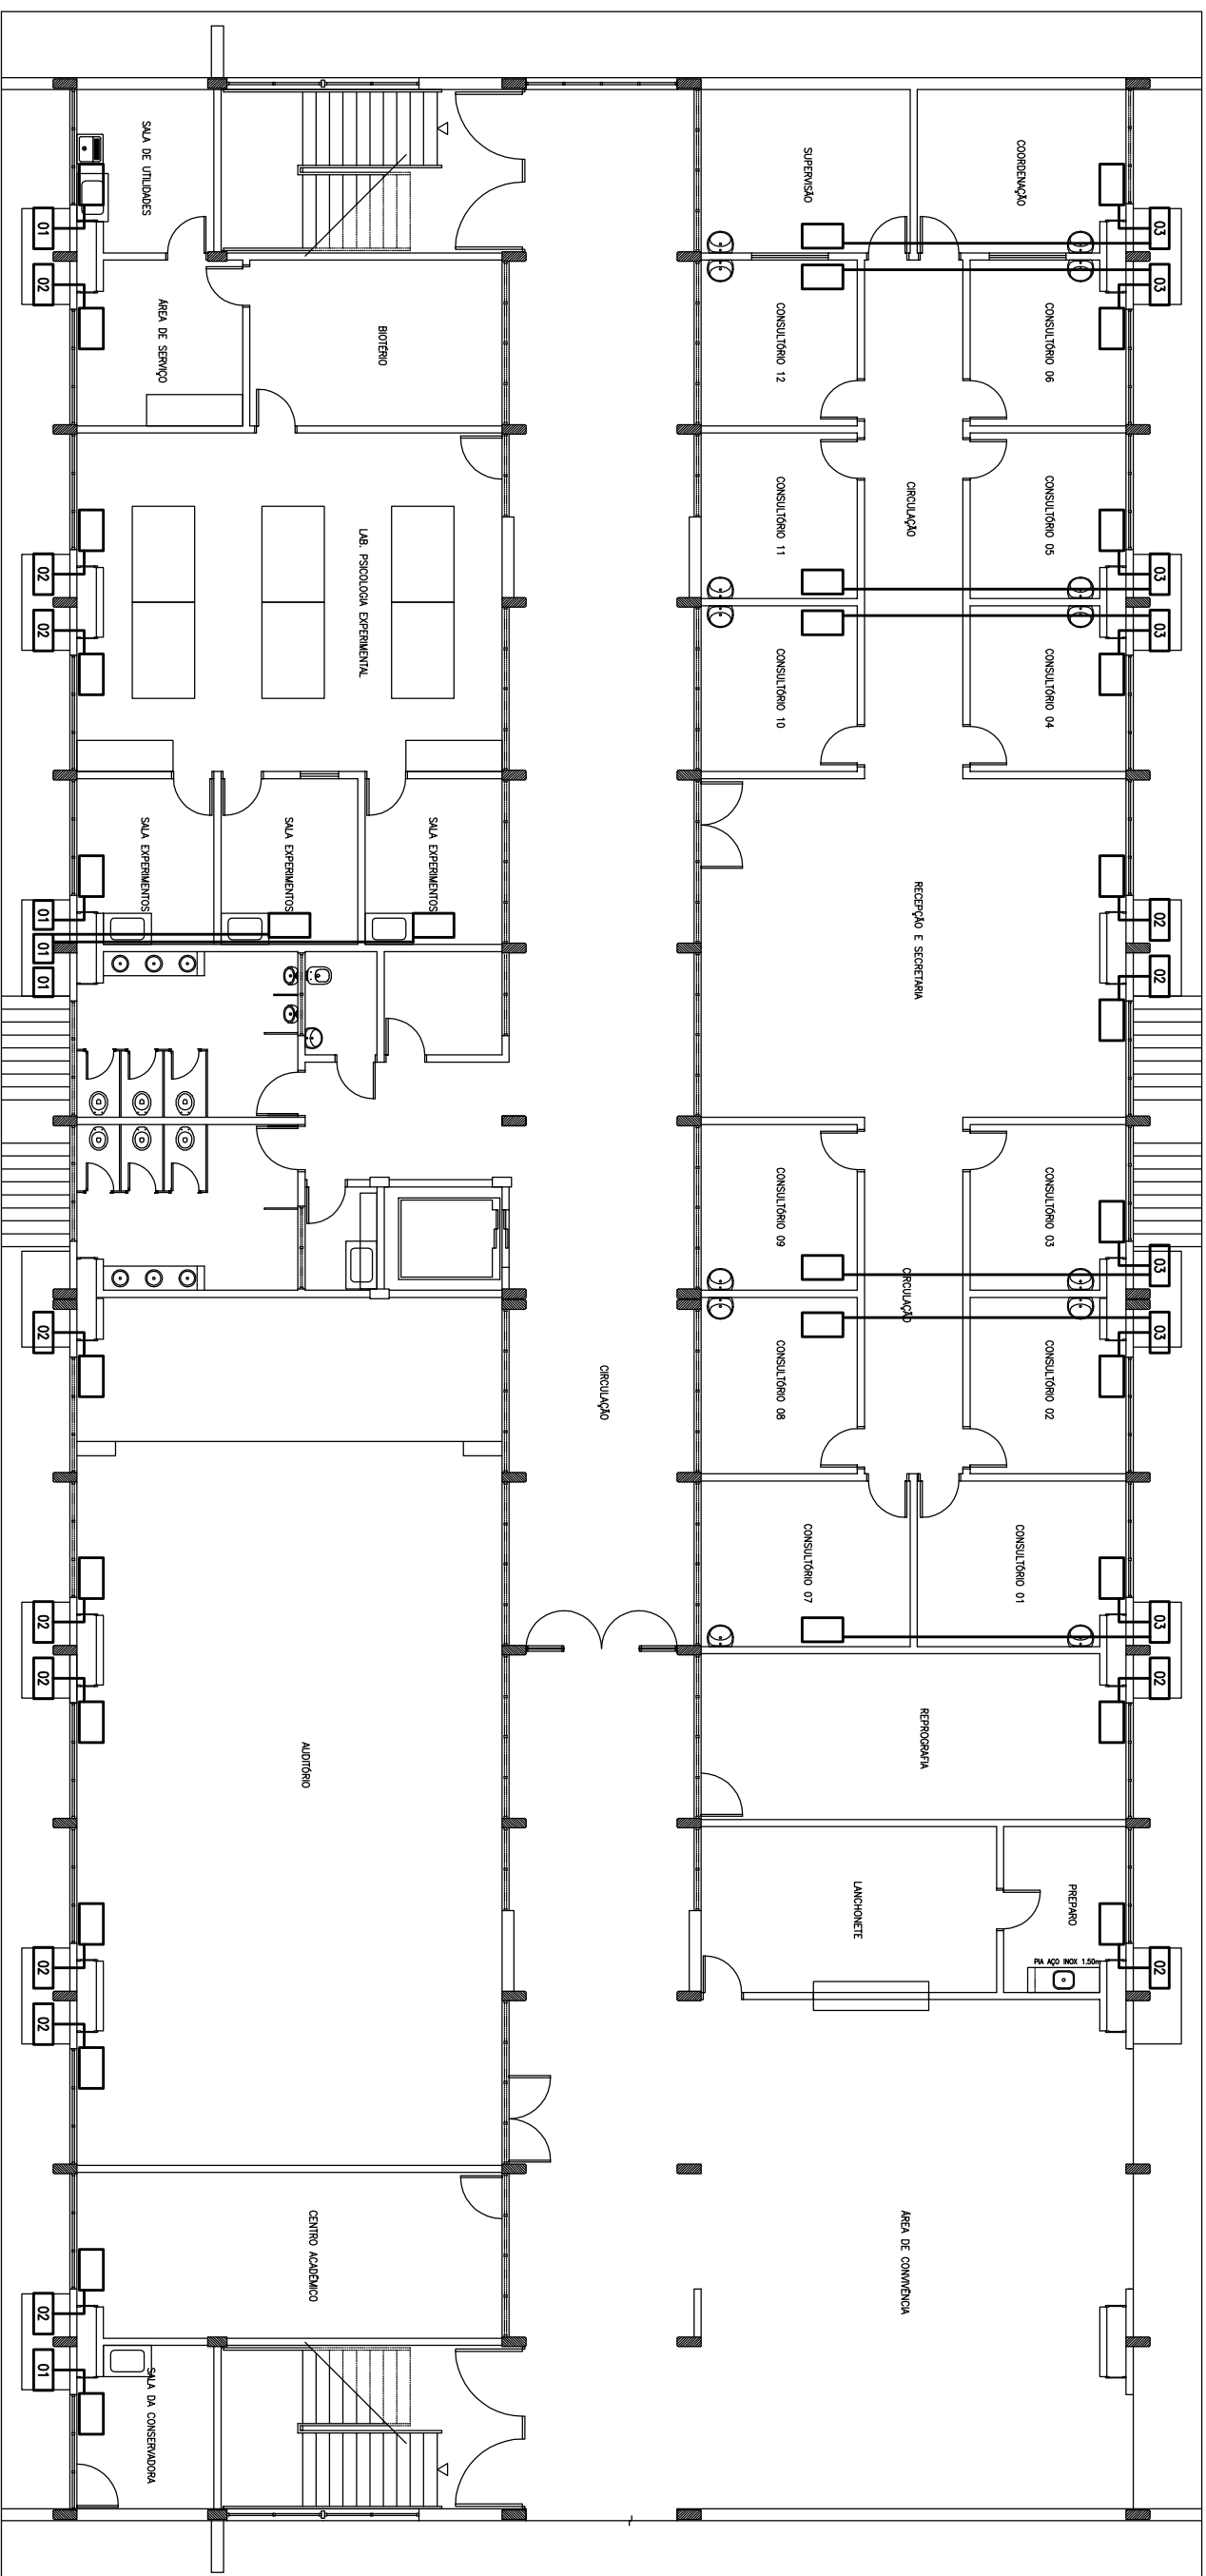 03
03
03
03
02
02
03
03
03
02
02
COORDENAÇÃO
CONSULTÓRIO 06
CONSULTÓRIO 05
CONSULTÓRIO 04
CONSULTÓRIO 03
CONSULTÓRIO 02
CONSULTÓRIO 01
PREPARO
PIA AÇO INOX 1.50m
CIRCULAÇÃO
RECEPÇÃO E SECRETARIA
CIRCULAÇÃO
REPROGRAFIA
LANCHONETE
ÁREA DE CONVIVÊNCIA
SUPERVISÃO
CONSULTÓRIO 12
CONSULTÓRIO 11
CONSULTÓRIO 10
CONSULTÓRIO 09
CONSULTÓRIO 08
CONSULTÓRIO 07
CIRCULAÇÃO
BIOTÉRIO
LAB. PSICOLOGIA EXPERIMENTAL
SALA EXPERIMENTOS
SALA EXPERIMENTOS
SALA EXPERIMENTOS
AUDITÓRIO
CENTRO ACADÊMICO
SALA DE UTILIDADES
ÁREA DE SERVIÇO
SALA DA CONSERVADORA
01
02
02
02
01
01
01
02
02
02
02
02
02
01